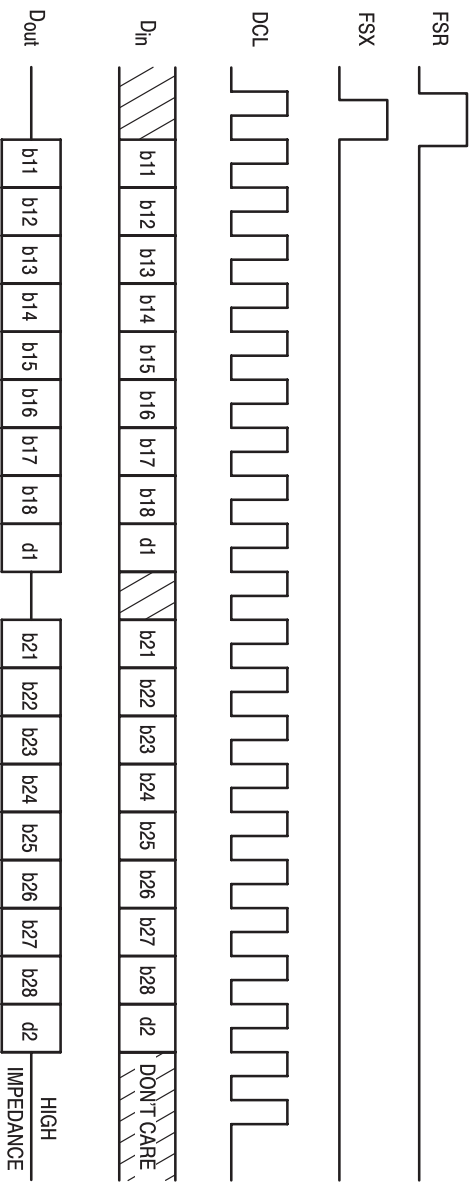 FSR
FSX
DCL
Din DON'T CARE
b11 b12 b13 b14 b15 b16 b17 b18 d1 b21 b22 b23 b24 b25 b26 b27 b28 d2
Dout
b11 b12 b13 b14 b15 b16 b17 b18 d1 b21 b22 b23 b24 b25 b26 b27 b28 d2
HIGH
IMPEDANCE